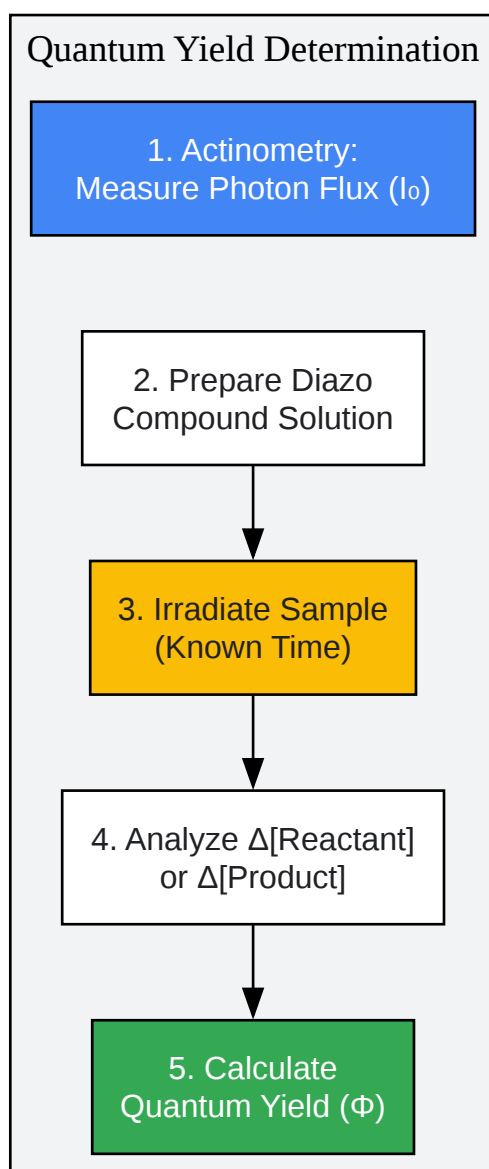 Quantum Yield Determination
1. Actinometry:
Measure Photon Flux (I₀)
2. Prepare Diazo
Compound Solution
3. Irradiate Sample
(Known Time)
4. Analyze Δ[Reactant]
or Δ[Product]
5. Calculate
Quantum Yield (Φ)